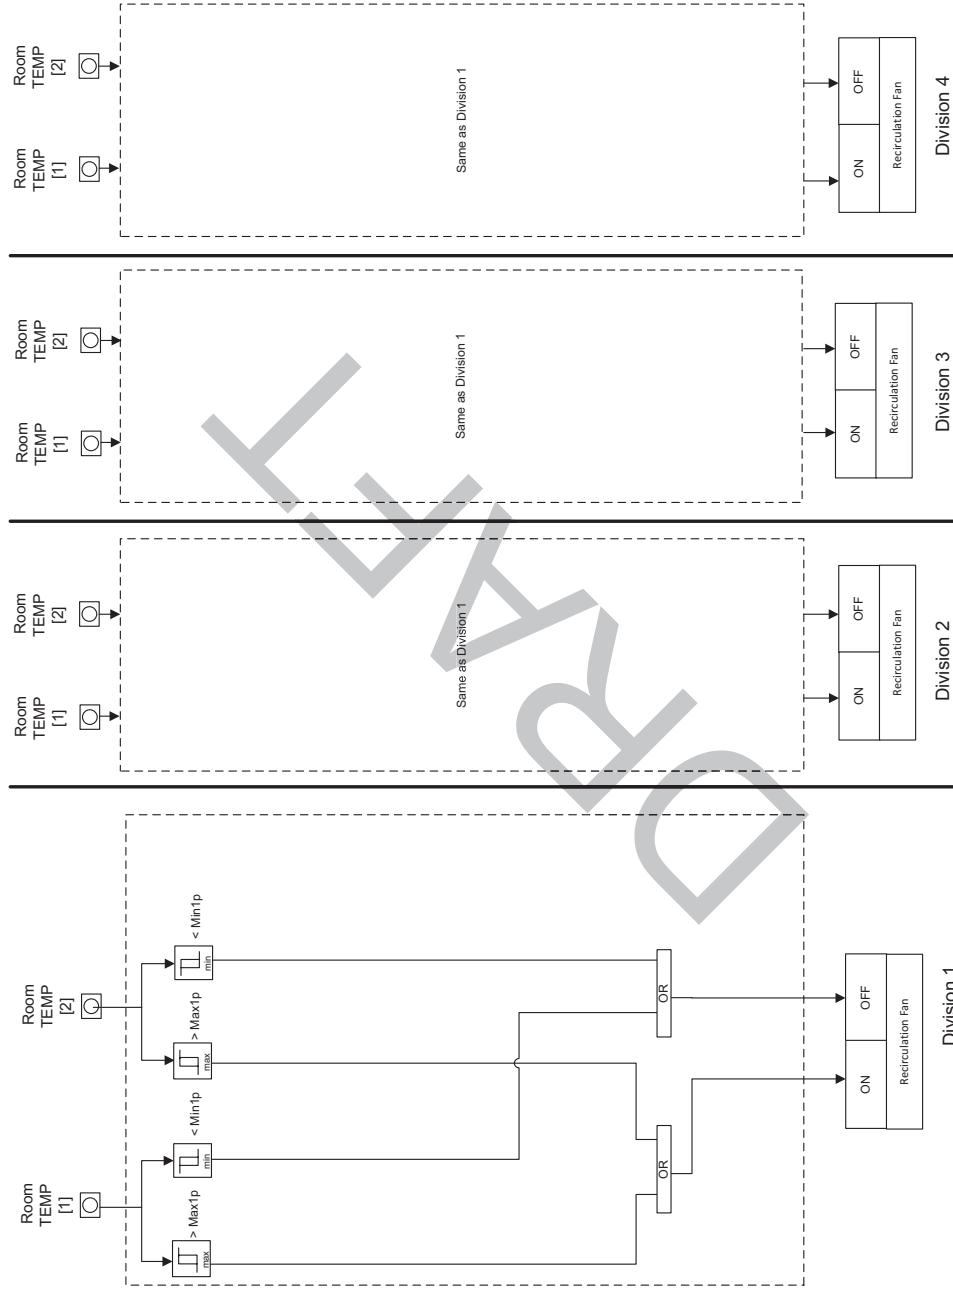 Room
TEMP
[1]
Room
TEMP
[2]
> Max1p
max
< Min1p
min
> Max1p
max
< Min1p
min
OR
OR
ON
OFF
Recirculation Fan
Division 1
Room
TEMP
[1]
Room
TEMP
[2]
Same as Division 1
ON
OFF
Recirculation Fan
Division 2
Room
TEMP
[1]
Room
TEMP
[2]
Same as Division 1
ON
OFF
Recirculation Fan
Division 3
Room
TEMP
[1]
Room
TEMP
[2]
Same as Division 1
ON
OFF
Recirculation Fan
Division 4
DRAFT